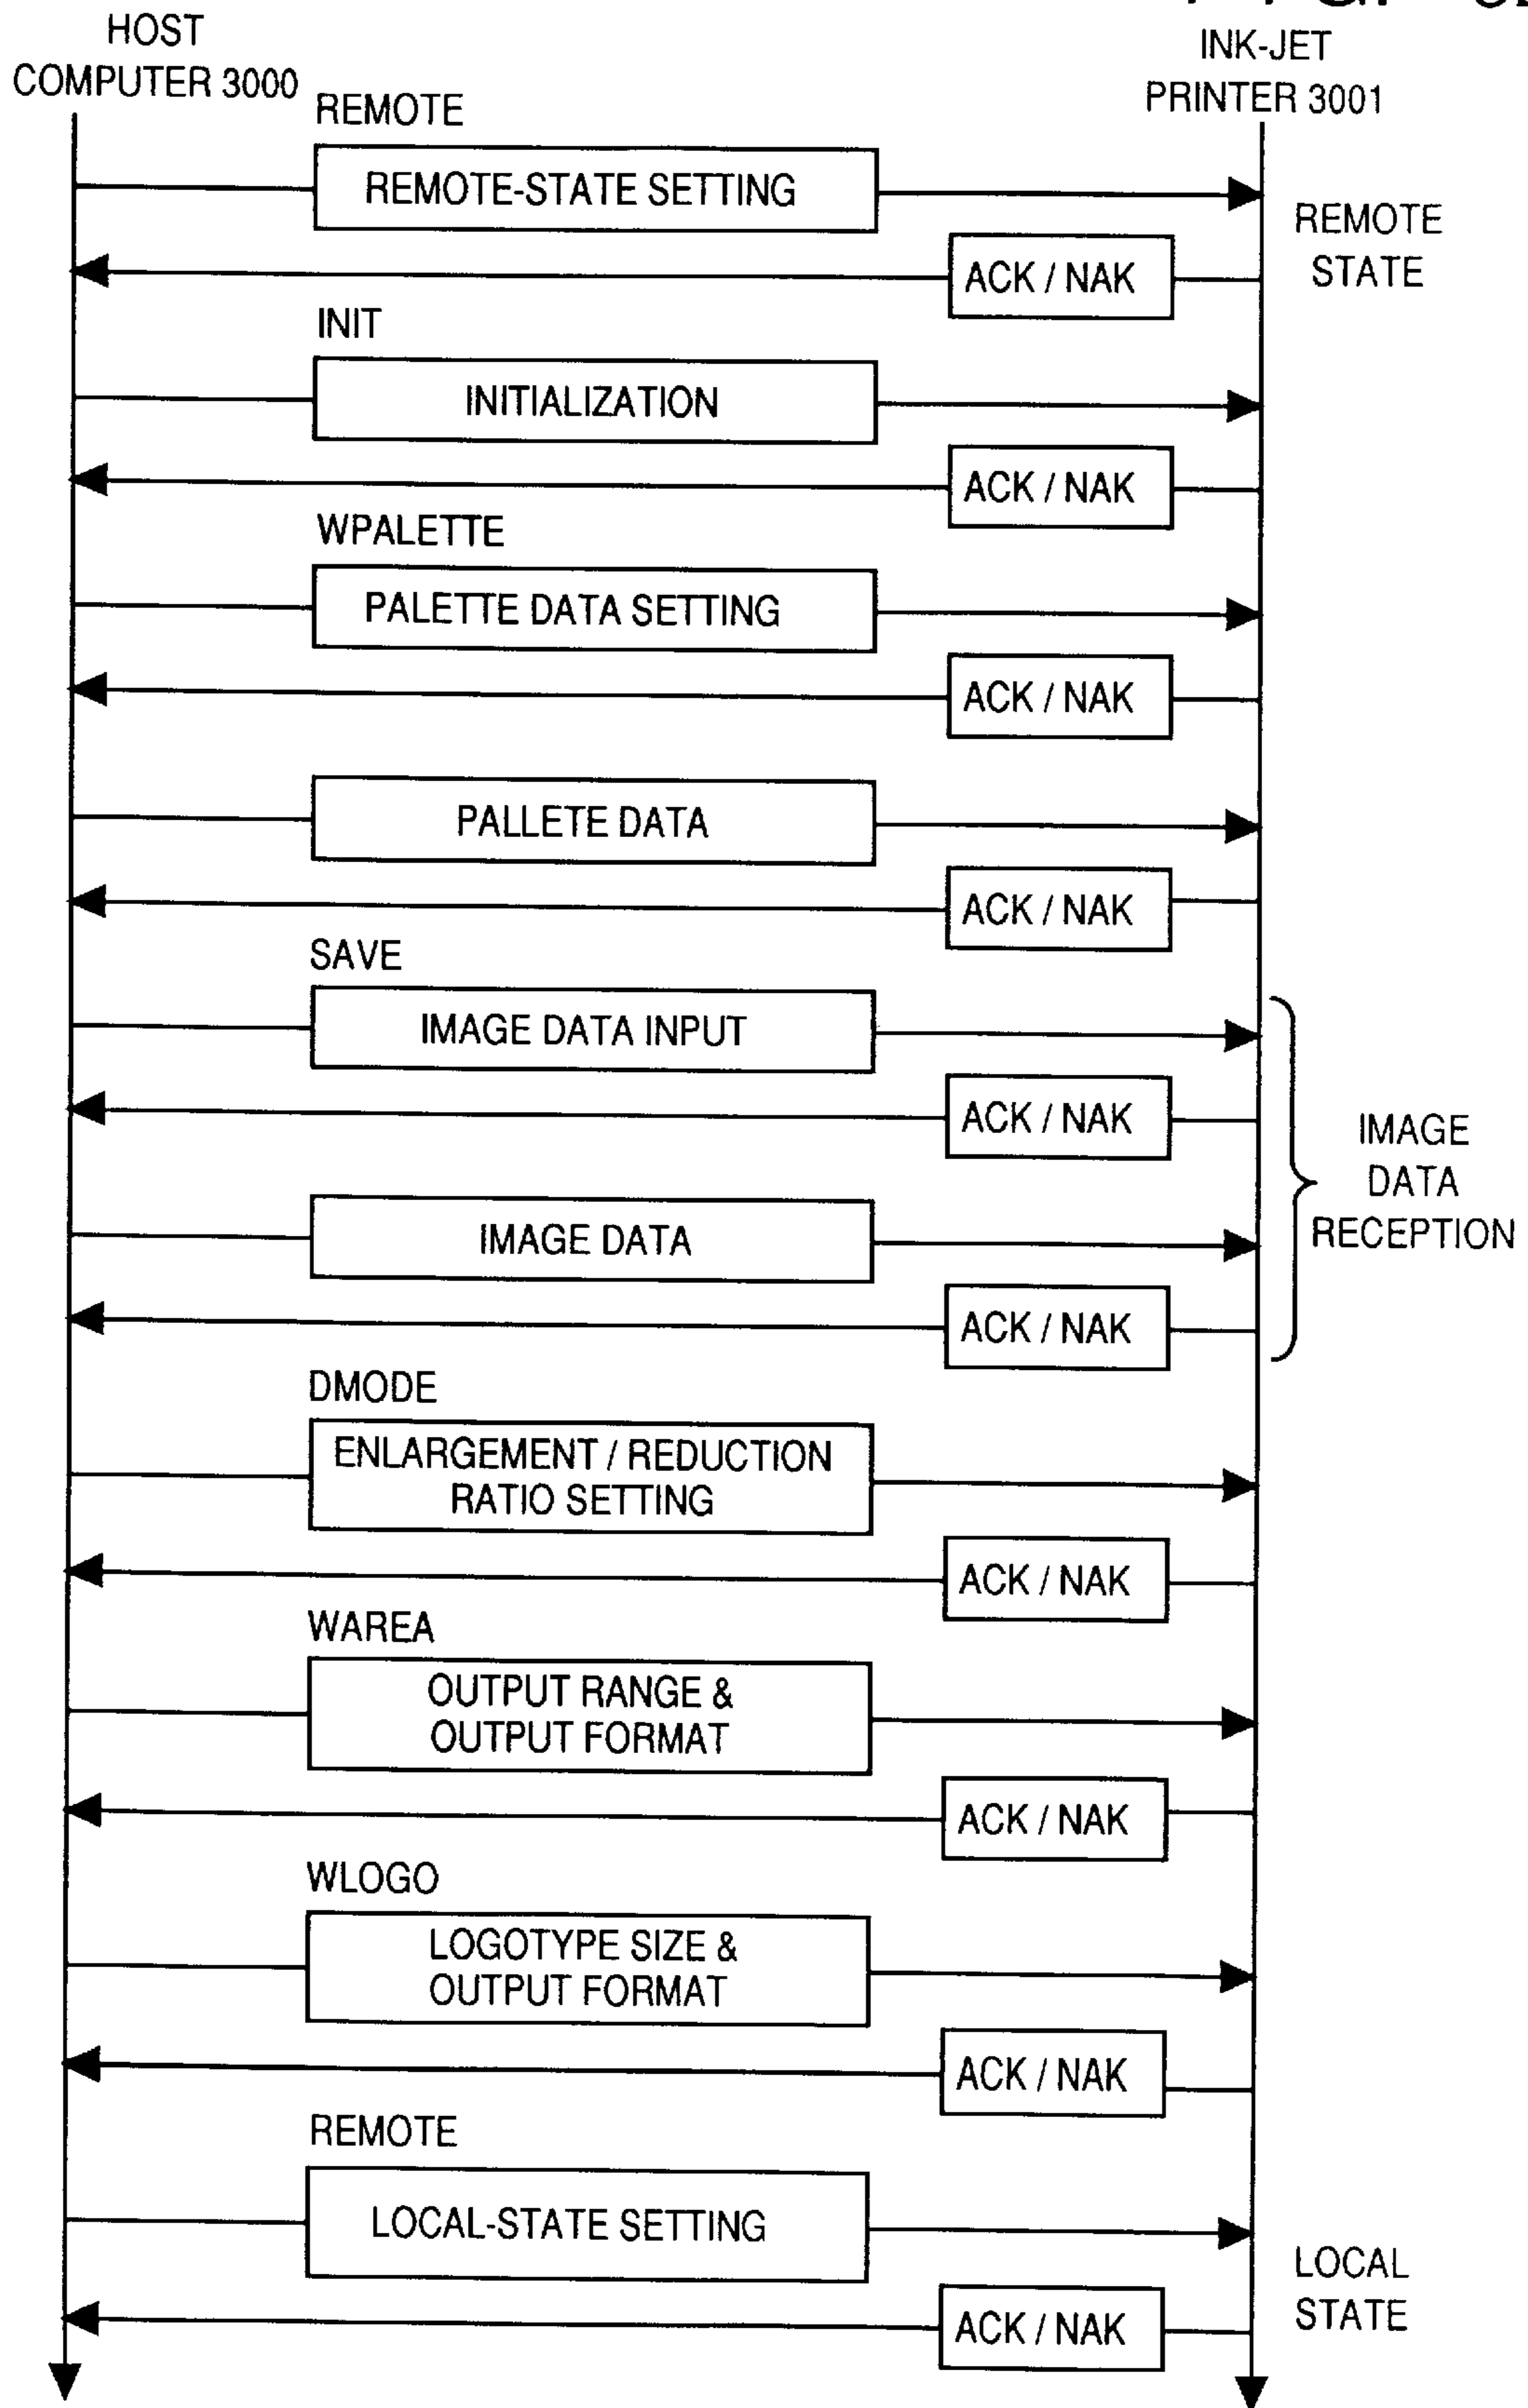 HOST
COMPUTER 3000
INK-JET
PRINTER 3001
REMOTE
REMOTE-STATE SETTING
REMOTE
STATE
ACK / NAK
INIT
INITIALIZATION
ACK / NAK
WPALETTE
PALETTE DATA SETTING
ACK / NAK
PALLETE DATA
ACK / NAK
SAVE
IMAGE DATA INPUT
ACK / NAK
IMAGE
DATA
RECEPTION
IMAGE DATA
ACK / NAK
DMODE
ENLARGEMENT / REDUCTION
RATIO SETTING
ACK / NAK
WAREA
OUTPUT RANGE &
OUTPUT FORMAT
ACK / NAK
WLOGO
LOGOTYPE SIZE &
OUTPUT FORMAT
ACK / NAK
REMOTE
LOCAL-STATE SETTING
LOCAL
STATE
ACK / NAK